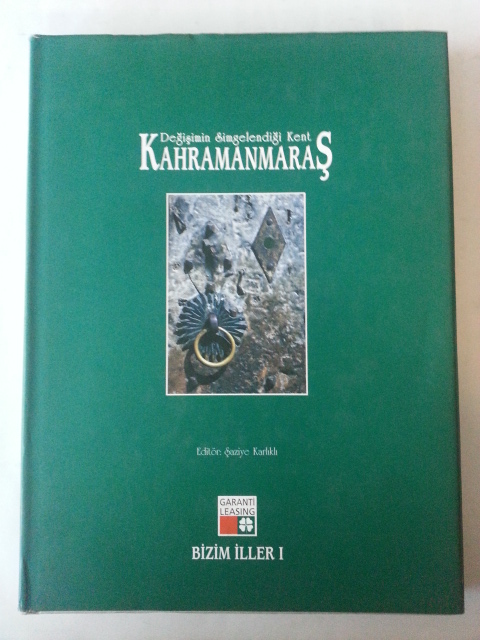 Değişimin Simgelendiği Kent
KAHRAMANMARAŞ
Editör: Şaziye Karlıklı
GARANTİ
LEASING
BİZİM İLLER I